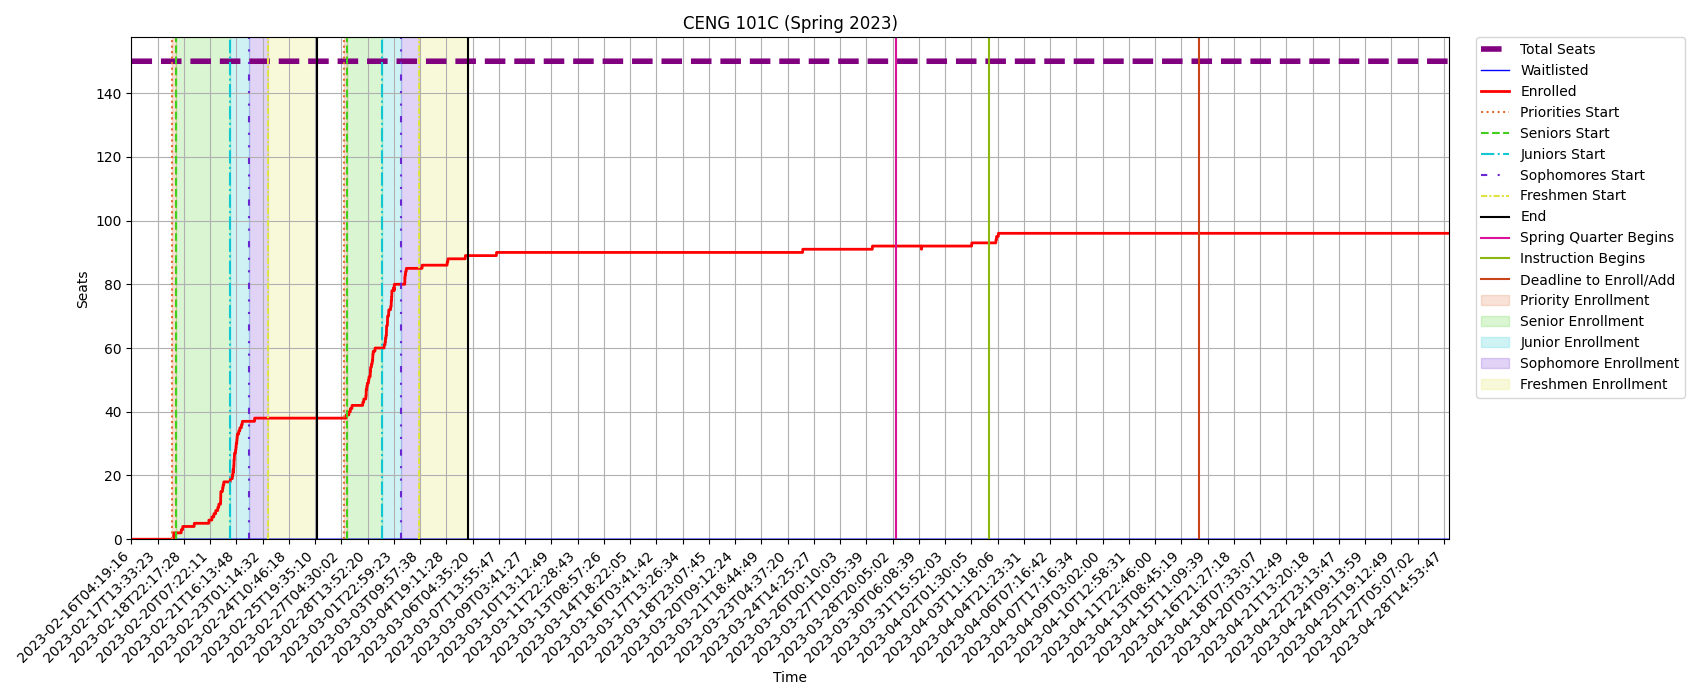 CENG 101C (Spring 2023)
Seats
140
120
100
80
60
40
20
0
2023-02-16T04:19:16
2023-02-17T13:33:23
2023-02-18T22:17:28
2023-02-20T07:22:11
2023-02-21T16:13:48
2023-02-23T01:14:32
2023-02-24T10:46:18
2023-02-25T19:35:10
2023-02-27T04:30:02
2023-02-28T13:52:20
2023-03-01T22:59:23
2023-03-03T09:57:38
2023-03-04T19:11:28
2023-03-06T04:35:20
2023-03-07T13:55:47
2023-03-09T03:41:27
2023-03-10T13:12:49
2023-03-11T22:28:43
2023-03-13T08:57:26
2023-03-14T18:22:05
2023-03-16T03:41:42
2023-03-17T13:26:34
2023-03-18T23:07:45
2023-03-20T09:12:24
2023-03-21T18:44:49
2023-03-23T04:37:20
2023-03-24T14:25:27
2023-03-26T00:10:03
2023-03-27T10:05:39
2023-03-28T20:05:02
2023-03-30T06:08:39
2023-03-31T15:52:03
2023-04-02T01:30:05
2023-04-03T11:18:06
2023-04-04T21:23:31
2023-04-06T07:16:42
2023-04-07T17:16:34
2023-04-09T03:02:00
2023-04-10T12:58:31
2023-04-11T22:46:00
2023-04-13T08:45:19
2023-04-15T11:09:39
2023-04-16T21:27:18
2023-04-18T07:33:07
2023-04-20T03:12:49
2023-04-21T13:20:18
2023-04-22T23:13:47
2023-04-24T09:13:59
2023-04-25T19:12:49
2023-04-27T05:07:02
2023-04-28T14:53:47
Time
Total Seats
Waitlisted
Enrolled
Priorities Start
Seniors Start
Juniors Start
Sophomores Start
Freshmen Start
End
Spring Quarter Begins
Instruction Begins
Deadline to Enroll/Add
Priority Enrollment
Senior Enrollment
Junior Enrollment
Sophomore Enrollment
Freshmen Enrollment